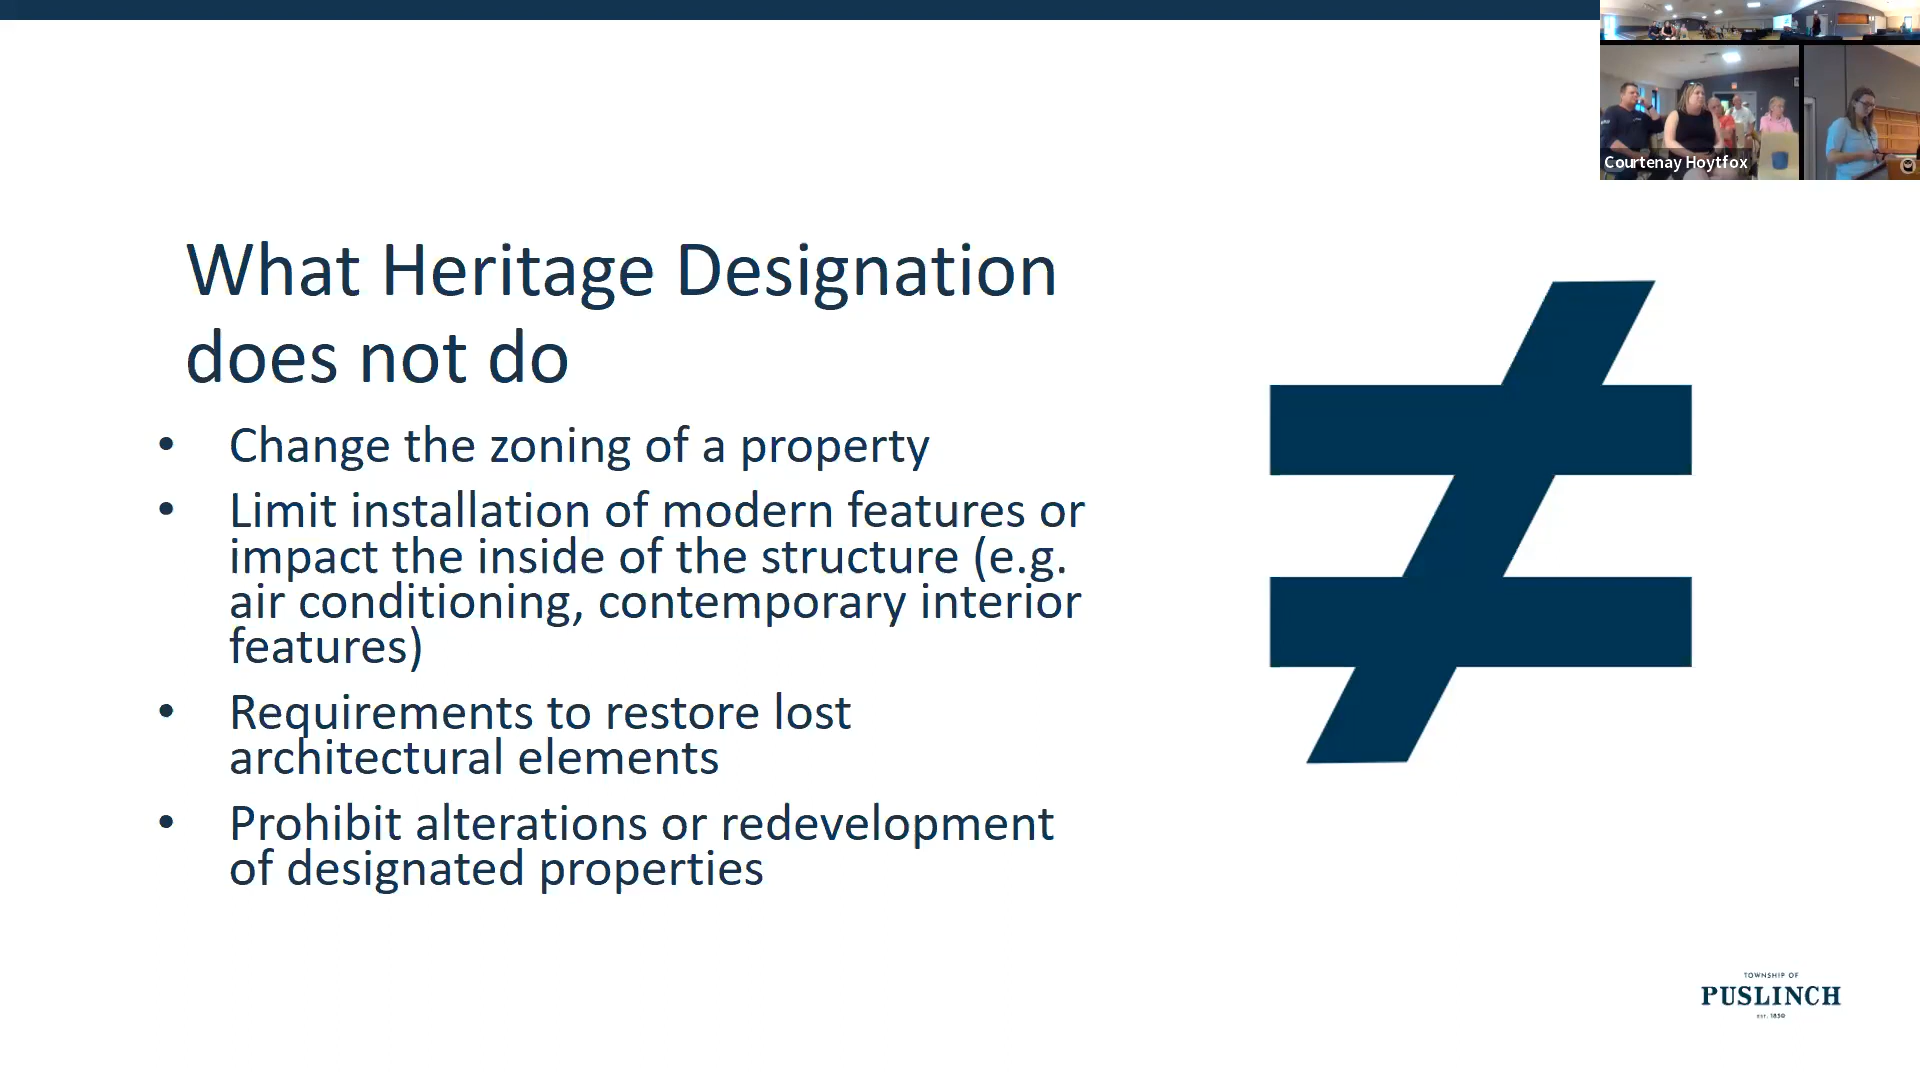 Courtenay Hoytfox
What Heritage Designation
does not do
• Change the zoning of a property
• Limit installation of modern features or
impact the inside of the structure (e.g.
air conditioning, contemporary interior
features)
• Requirements to restore lost
architectural elements
• Prohibit alterations or redevelopment
of designated properties
TOWNSHIP OF
PUSLINCH
EST. 1850